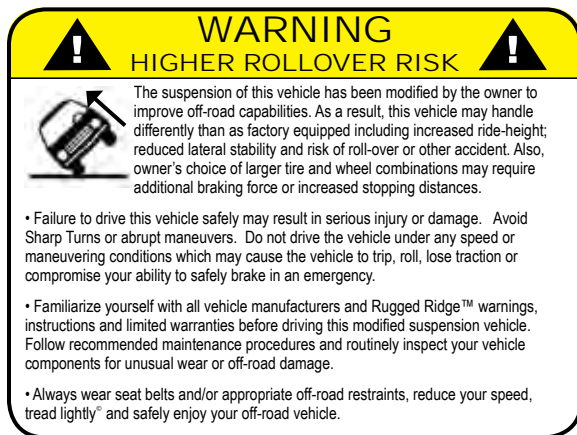 WARNING
! !
HIGHER ROLLOVER RISK
The suspension of this vehicle has been modified by the owner to
improve off-road capabilities. As a result, this vehicle may handle
differently than as factory equipped including increased ride-height;
reduced lateral stability and risk of roll-over or other accident. Also,
owner's choice of larger tire and wheel combinations may require
additional braking force or increased stopping distances.
• Failure to drive this vehicle safely may result in serious injury or damage. Avoid
Sharp Turns or abrupt maneuvers. Do not drive the vehicle under any speed or
maneuvering conditions which may cause the vehicle to trip, roll, lose traction or
compromise your ability to safely brake in an emergency.
• Familiarize yourself with all vehicle manufacturers and Rugged Ridge™ warnings,
instructions and limited warranties before driving this modified suspension vehicle.
Follow recommended maintenance procedures and routinely inspect your vehicle
components for unusual wear or off-road damage.
• Always wear seat belts and/or appropriate off-road restraints, reduce your speed,
tread lightly© and safely enjoy your off-road vehicle.